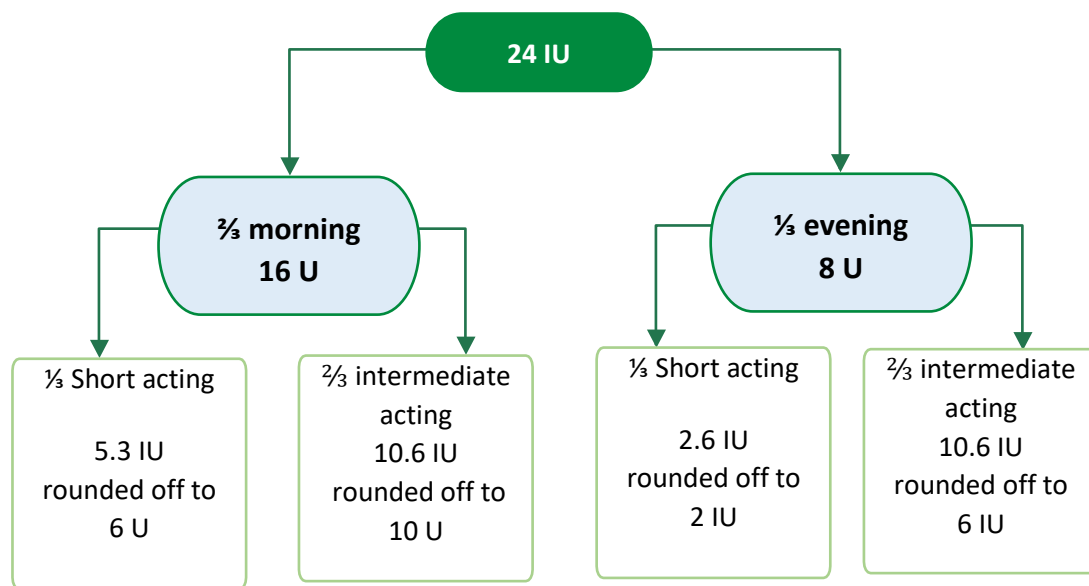 24 IU
⅔ morning
16 U
⅓ evening
8 U
⅓ Short acting
5.3 IU
rounded off to
6 U
⅔ intermediate
acting
10.6 IU
rounded off to
10 U
⅓ Short acting
2.6 IU
rounded off to
2 IU
⅔ intermediate
acting
10.6 IU
rounded off to
6 IU